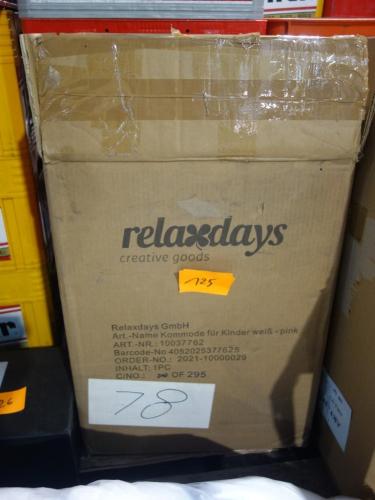 relaxdays
creative goods
125
Relaxdays GmbH
Art.-Name Kommode für Kinder weiß - pink
ART.-NR.: 10037762
Barcode-No 4052025377625
ORDER-NO.: 2021-10000029
INHALT: 1PC
C/NO.: OF 295
78